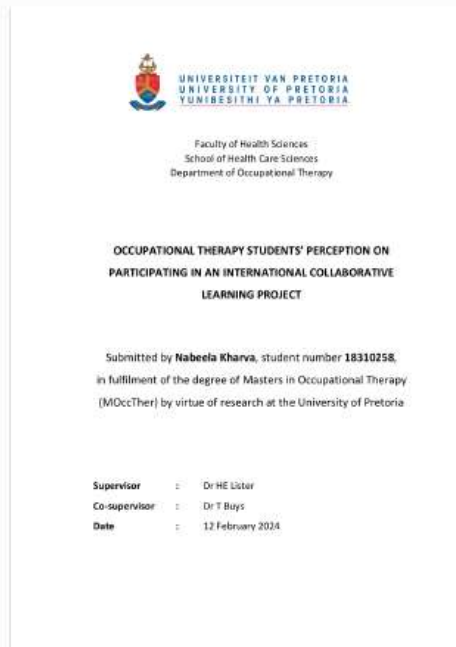 UNIVERSITEIT VAN PRETORIA
UNIVERSITY OF PRETORIA
YUNIBESITHI YA PRETORIA
Faculty of Health Sciences
School of Health Care Sciences
Department of Occupational Therapy
OCCUPATIONAL THERAPY STUDENTS' PERCEPTION ON
PARTICIPATING IN AN INTERNATIONAL COLLABORATIVE
LEARNING PROJECT
Submitted by Nabeela Kharva, student number 18310258,
in fulfilment of the degree of Masters in Occupational Therapy
(MOccTher) by virtue of research at the University of Pretoria
Supervisor : Dr HE Lister
Co-supervisor : Dr T Buys
Date : 12 February 2024